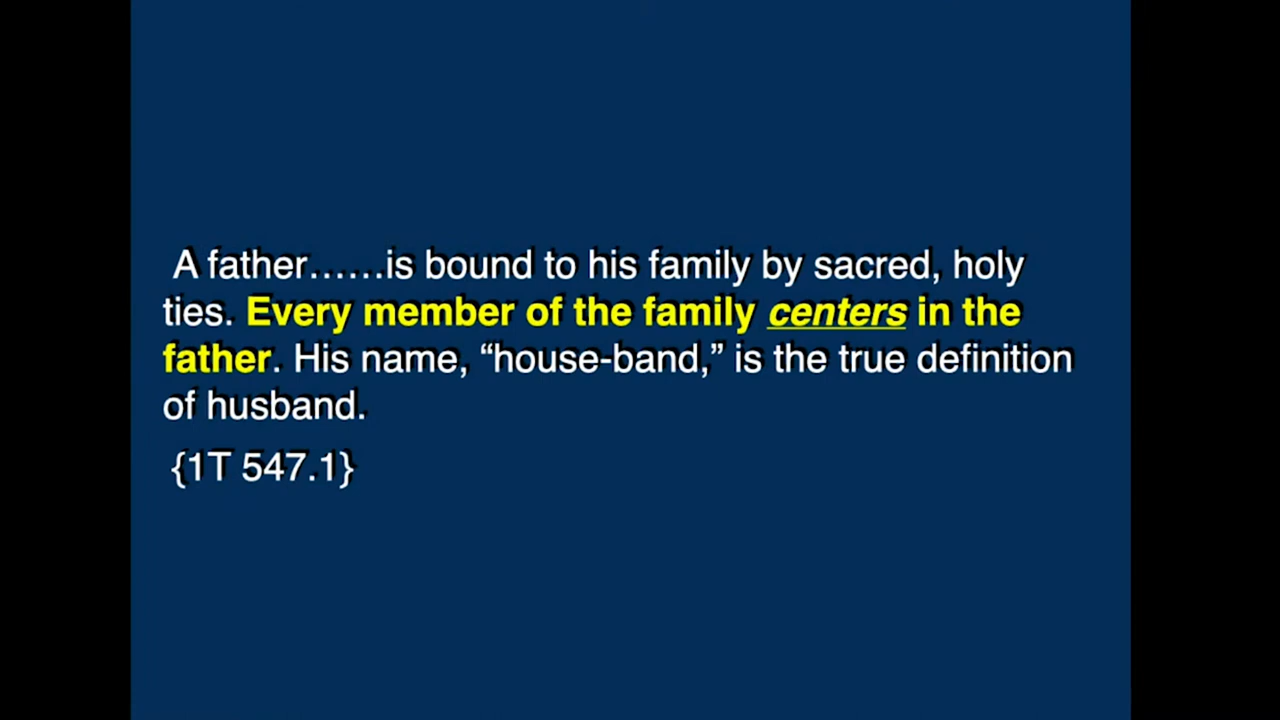 A father......is bound to his family by sacred, holy
ties. Every member of the family centers in the
father. His name, “house-band,” is the true definition
of husband.
{1T 547.1}